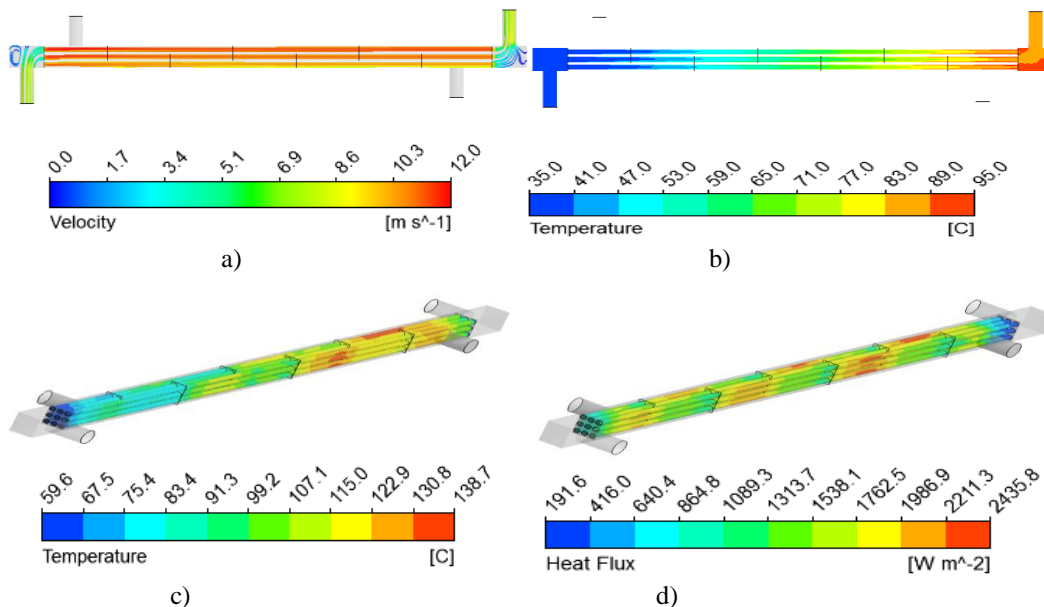 0.0 1.7 3.4 5.1 6.9 8.6 10.3 12.0
Velocity [m s^-1]
a)
35.0 41.0 47.0 53.0 59.0 65.0 71.0 77.0 83.0 89.0 95.0
Temperature [C]
b)
59.6 67.5 75.4 83.4 91.3 99.2 107.1 115.0 122.9 130.8 138.7
Temperature [C]
c)
191.6 416.0 640.4 864.8 1089.3 1313.7 1538.1 1762.5 1986.9 2211.3 2435.8
Heat Flux [W m^-2]
d)